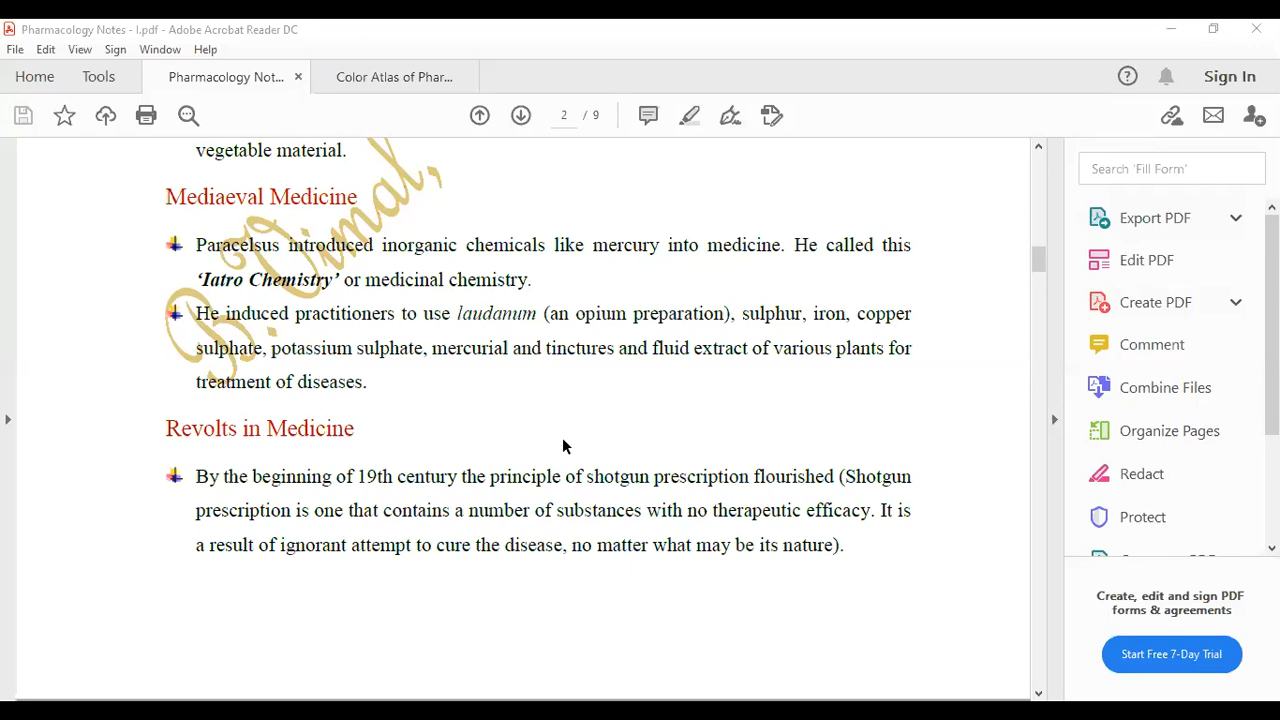 Pharmacology Notes - I.pdf - Adobe Acrobat Reader DC
File Edit View Sign Window Help
Home Tools Pharmacology Not... × Color Atlas of Phar... Sign In
2 / 9
vegetable material.
Mediaeval Medicine
Paracelsus introduced inorganic chemicals like mercury into medicine. He called this
‘Iatro Chemistry’ or medicinal chemistry.
He induced practitioners to use laudanum (an opium preparation), sulphur, iron, copper
sulphate, potassium sulphate, mercurial and tinctures and fluid extract of various plants for
treatment of diseases.
Revolts in Medicine
By the beginning of 19th century the principle of shotgun prescription flourished (Shotgun
prescription is one that contains a number of substances with no therapeutic efficacy. It is
a result of ignorant attempt to cure the disease, no matter what may be its nature).
B. Vimal,
Search 'Fill Form'
Export PDF
Edit PDF
Create PDF
Comment
Combine Files
Organize Pages
Redact
Protect
Create, edit and sign PDF
forms & agreements
Start Free 7-Day Trial